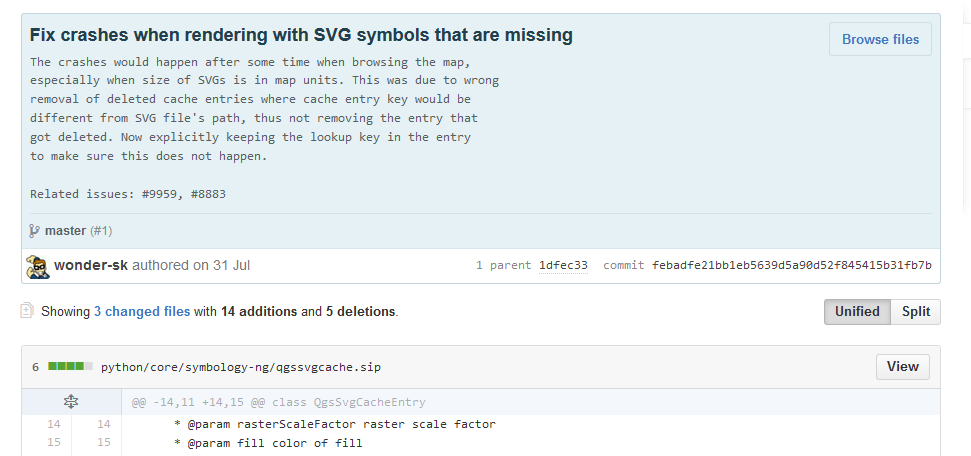 Fix crashes when rendering with SVG symbols that are missing
Browse files
The crashes would happen after some time when browsing the map,
especially when size of SVGs is in map units. This was due to wrong
removal of deleted cache entries where cache entry key would be
different from SVG file's path, thus not removing the entry that
got deleted. Now explicitly keeping the lookup key in the entry
to make sure this does not happen.
Related issues: #9959, #8883
master (#1)
wonder-sk authored on 31 Jul
1 parent 1dfec33 commit febadfe21bb1eb5639d5a90d52f845415b31fb7b
Showing 3 changed files with 14 additions and 5 deletions.
Unified Split
6 python/core/symbology-ng/qgssvgcache.sip
View
@@ -14,11 +14,15 @@ class QgsSvgCacheEntry
14 14 * @param rasterScaleFactor raster scale factor
15 15 * @param fill color of fill